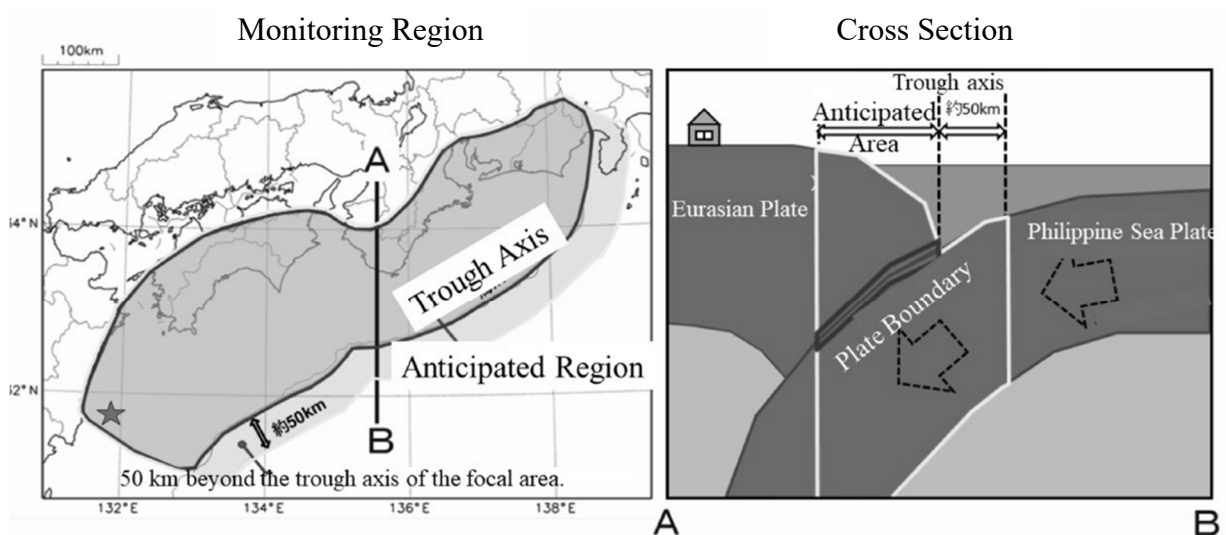 Monitoring Region
100km
A
34°N
Trough Axis
Anticipated Region
32°N
約50km
B
50 km beyond the trough axis of the focal area.
132°E
134°E
136°E
138°E
Cross Section
Trough axis
Anticipated
約50km
Area
Eurasian Plate
Philippine Sea Plate
Plate Boundary
A
B